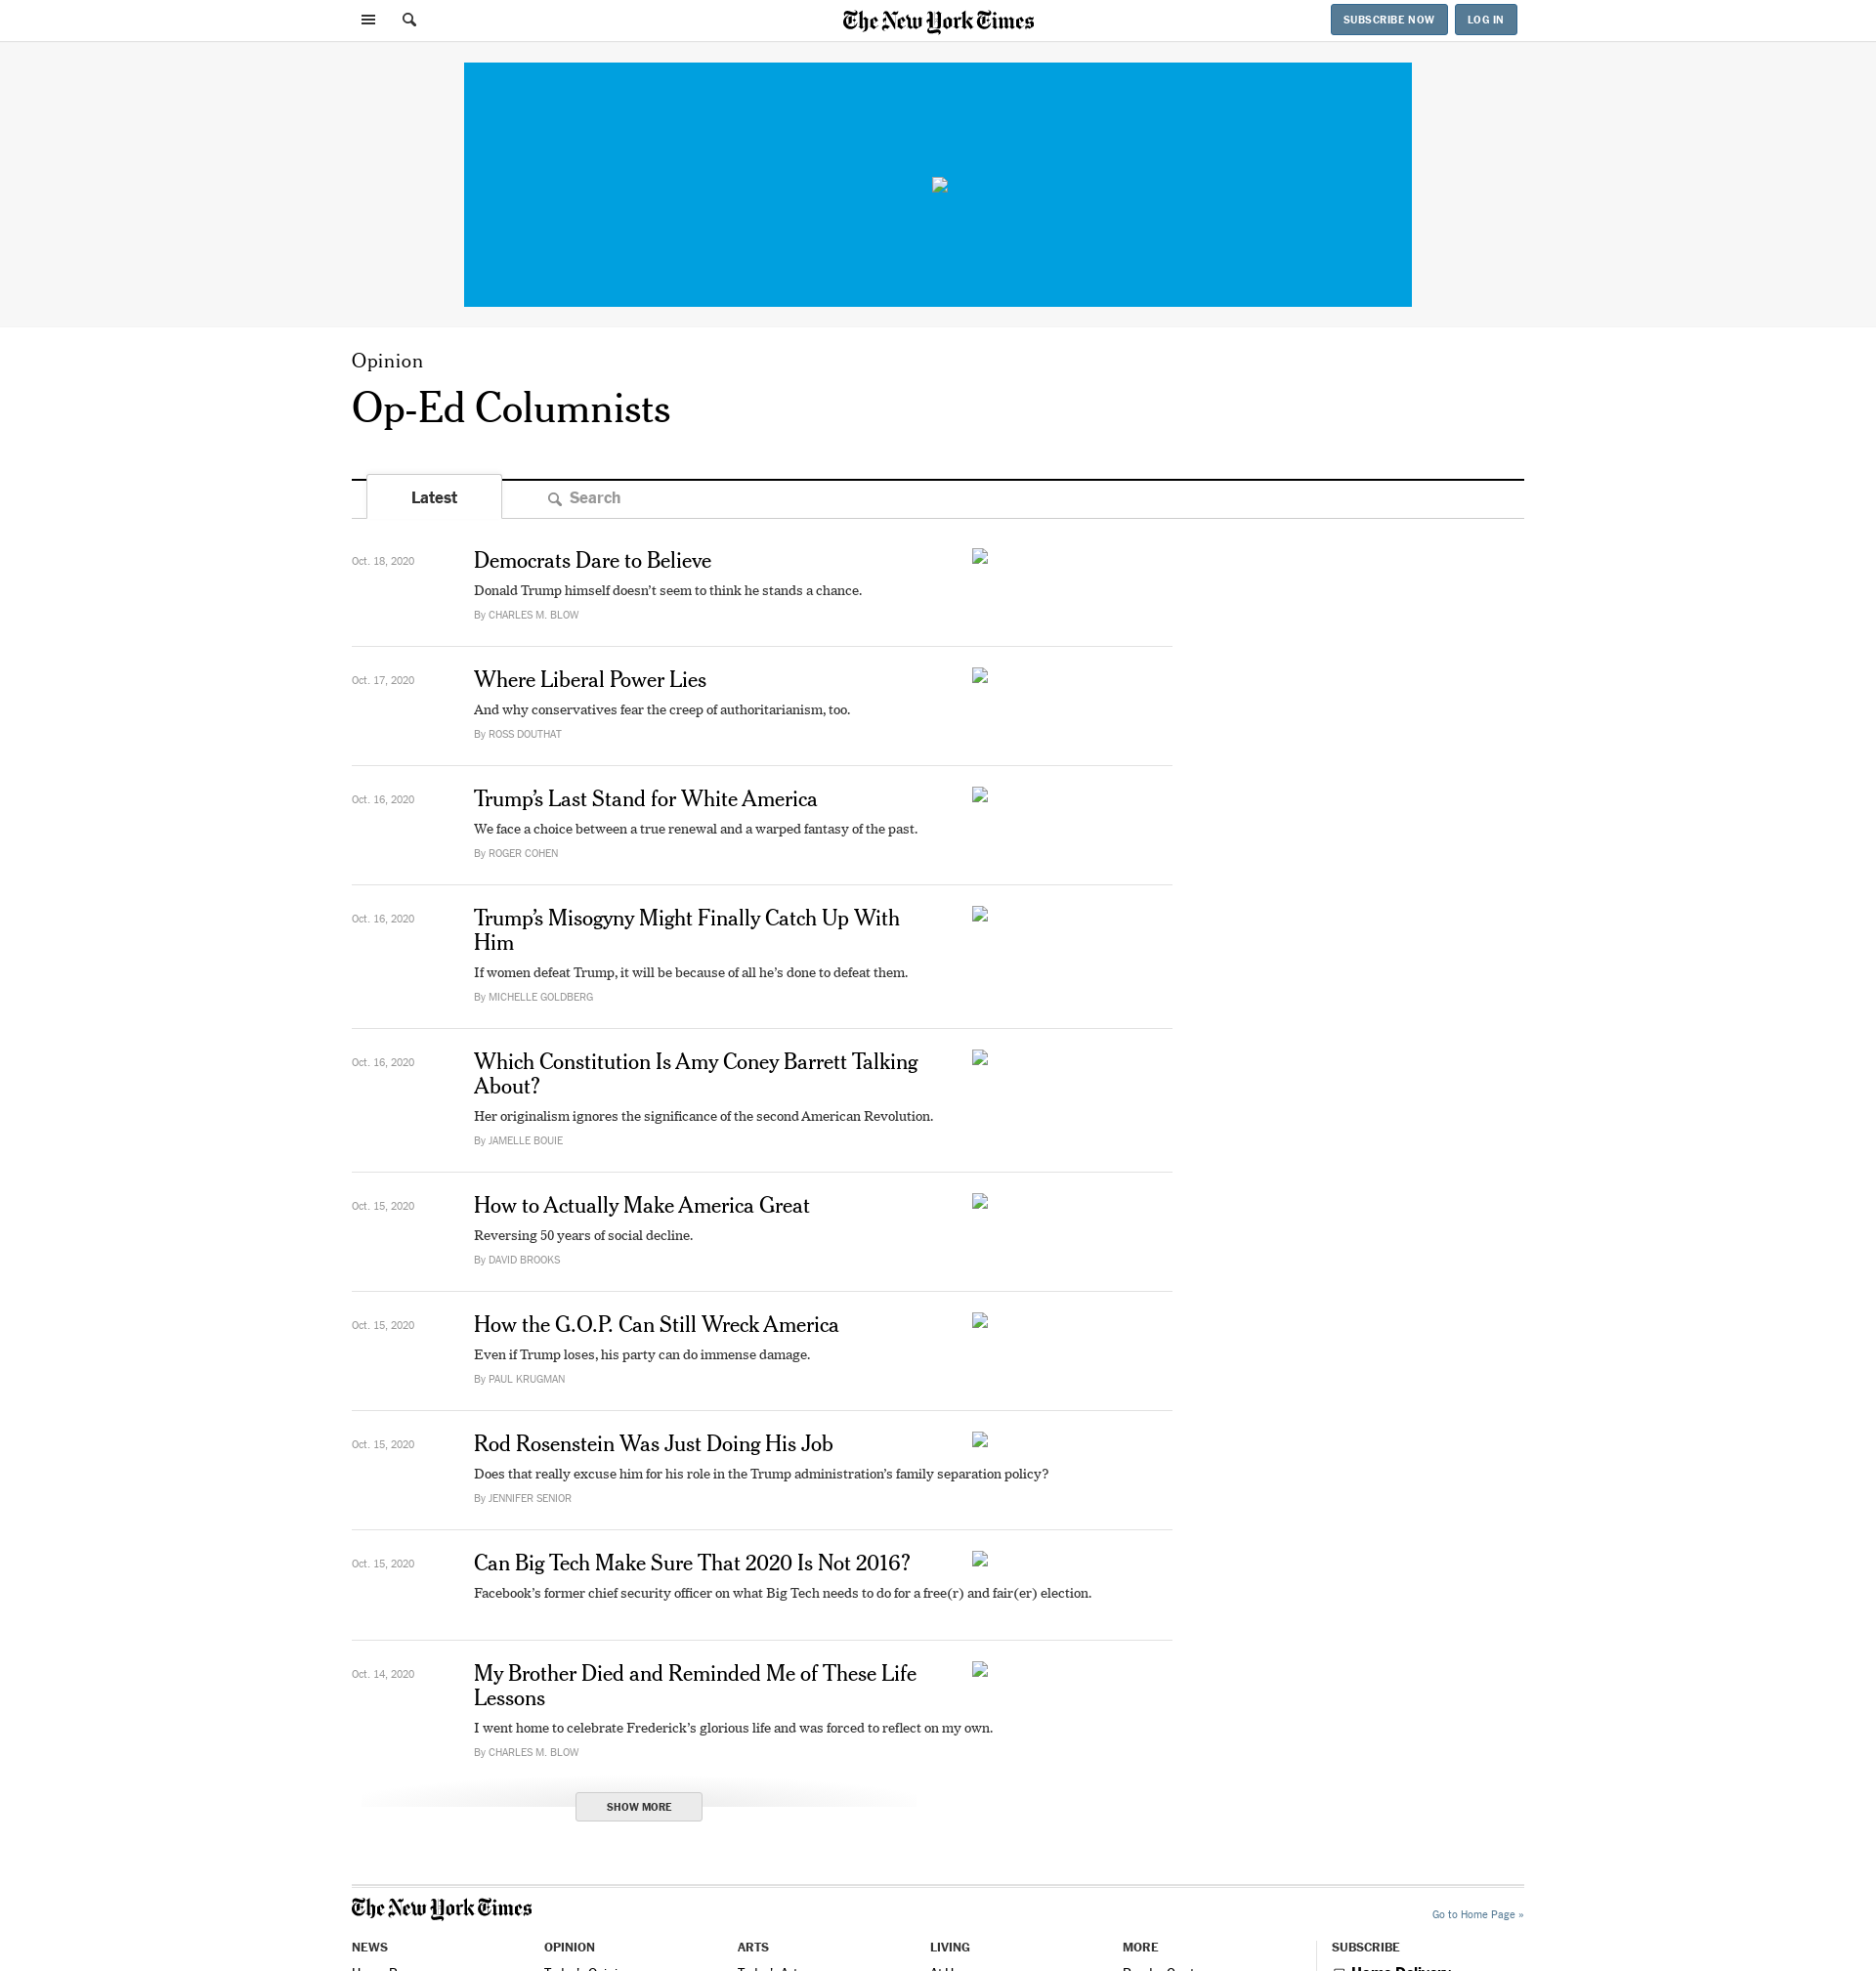 The New York Times
SUBSCRIBE NOW
LOG IN
Opinion
Op-Ed Columnists
Latest
Search
Oct. 18, 2020
Democrats Dare to Believe
Donald Trump himself doesn’t seem to think he stands a chance.
By CHARLES M. BLOW
Oct. 17, 2020
Where Liberal Power Lies
And why conservatives fear the creep of authoritarianism, too.
By ROSS DOUTHAT
Oct. 16, 2020
Trump’s Last Stand for White America
We face a choice between a true renewal and a warped fantasy of the past.
By ROGER COHEN
Oct. 16, 2020
Trump’s Misogyny Might Finally Catch Up With
Him
If women defeat Trump, it will be because of all he’s done to defeat them.
By MICHELLE GOLDBERG
Oct. 16, 2020
Which Constitution Is Amy Coney Barrett Talking
About?
Her originalism ignores the significance of the second American Revolution.
By JAMELLE BOUIE
Oct. 15, 2020
How to Actually Make America Great
Reversing 50 years of social decline.
By DAVID BROOKS
Oct. 15, 2020
How the G.O.P. Can Still Wreck America
Even if Trump loses, his party can do immense damage.
By PAUL KRUGMAN
Oct. 15, 2020
Rod Rosenstein Was Just Doing His Job
Does that really excuse him for his role in the Trump administration’s family separation policy?
By JENNIFER SENIOR
Oct. 15, 2020
Can Big Tech Make Sure That 2020 Is Not 2016?
Facebook’s former chief security officer on what Big Tech needs to do for a free(r) and fair(er) election.
Oct. 14, 2020
My Brother Died and Reminded Me of These Life
Lessons
I went home to celebrate Frederick’s glorious life and was forced to reflect on my own.
By CHARLES M. BLOW
SHOW MORE
The New York Times
Go to Home Page »
NEWS
OPINION
ARTS
LIVING
MORE
SUBSCRIBE
Home Delivery